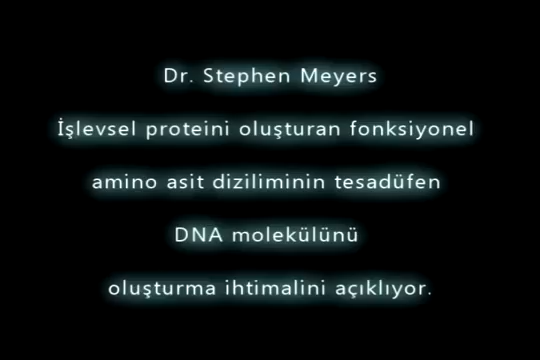 Dr. Stephen Meyers
İşlevsel proteini oluşturan fonksiyonel
amino asit diziliminin tesadüfen
DNA molekülünü
oluşturma ihtimalini açıklıyor.